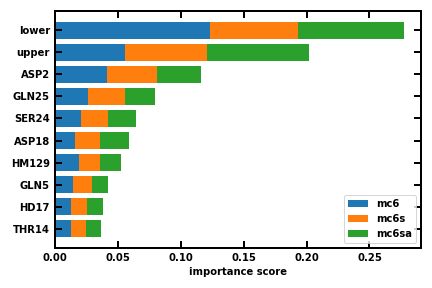 lower
upper
ASP2
GLN25
SER24
ASP18
HM129
GLN5
HD17
THR14
mc6
mc6s
mc6sa
0.00 0.05 0.10 0.15 0.20 0.25
importance score